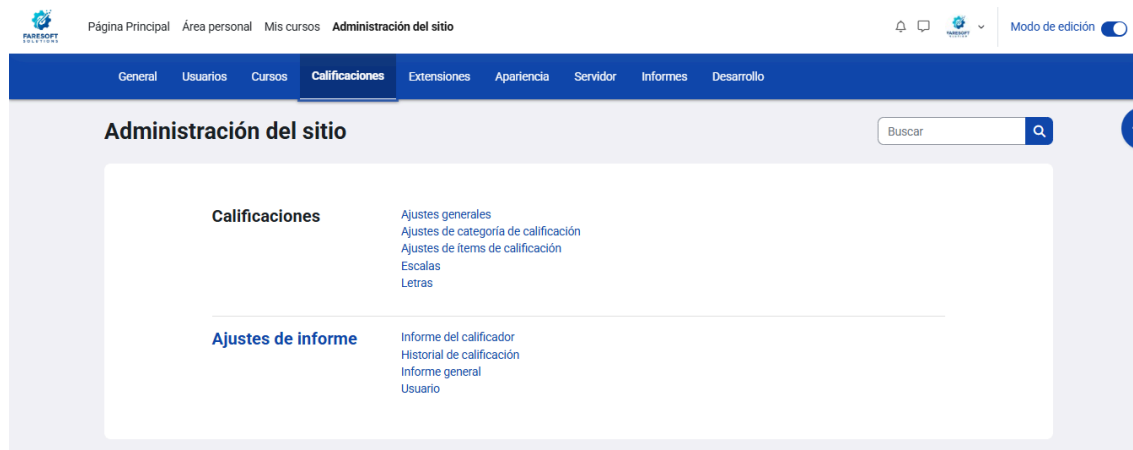 FARESOFT
SOLUTIONS
Página Principal Área personal Mis cursos Administración del sitio
Modo de edición
General Usuarios Cursos Calificaciones Extensiones Apariencia Servidor Informes Desarrollo
Administración del sitio
Buscar
Calificaciones
Ajustes generales
Ajustes de categoría de calificación
Ajustes de ítems de calificación
Escalas
Letras
Ajustes de informe
Informe del calificador
Historial de calificación
Informe general
Usuario